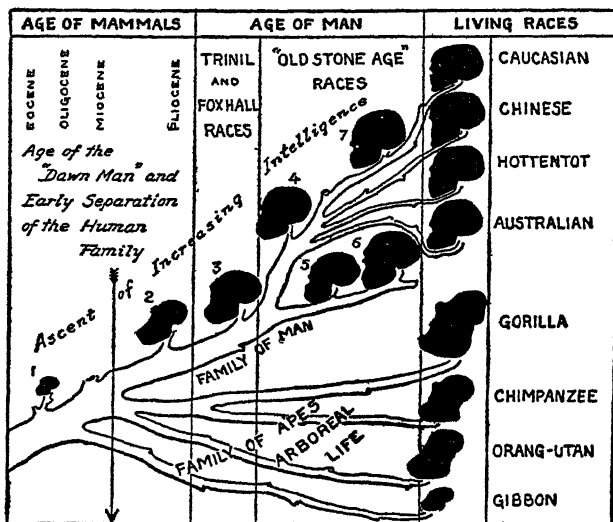 AGE OF MAMMALS
AGE OF MAN
LIVING RACES
EOCENE
OLIGOCENE
MIOCENE
PLIOCENE
TRINIL
AND
FOXHALL
RACES
"OLD STONE AGE"
RACES
Age of the
"Dawn Man" and
Early Separation
of the Human
Family
Ascent of Increasing Intelligence
1
2
3
4
5
6
7
CAUCASIAN
CHINESE
HOTTENTOT
AUSTRALIAN
GORILLA
CHIMPANZEE
ORANG-UTAN
GIBBON
FAMILY OF MAN
FAMILY OF APES
ARBOREAL
LIFE